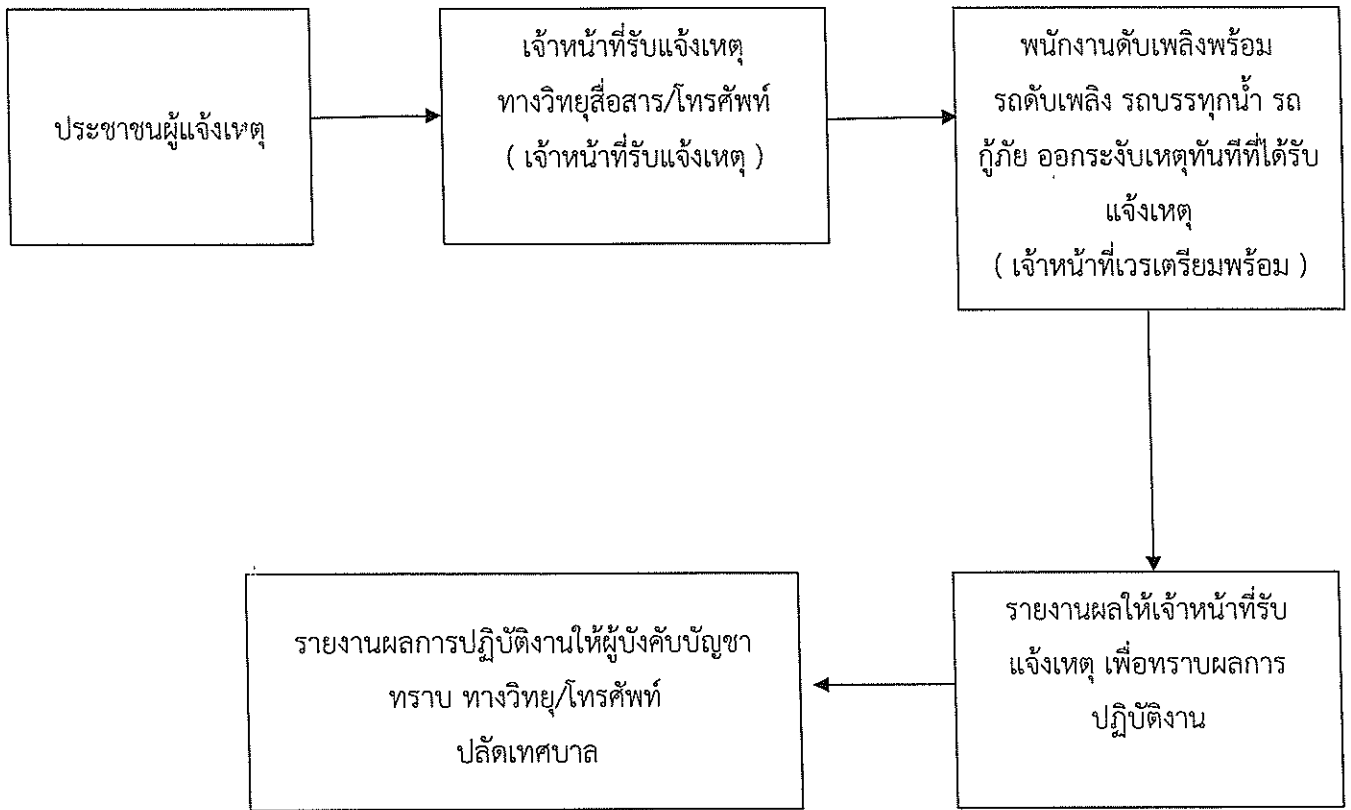 ประชาชนผู้แจ้งเหตุ
เจ้าหน้าที่รับแจ้งเหตุ
ทางวิทยุสื่อสาร/โทรศัพท์
( เจ้าหน้าที่รับแจ้งเหตุ )
พนักงานดับเพลิงพร้อม
รถดับเพลิง รถบรรทุกน้ำ รถ
กู้ภัย ออกระงับเหตุทันทีที่ได้รับ
แจ้งเหตุ
( เจ้าหน้าที่เวรเตรียมพร้อม )
รายงานผลให้เจ้าหน้าที่รับ
แจ้งเหตุ เพื่อทราบผลการ
ปฏิบัติงาน
รายงานผลการปฏิบัติงานให้ผู้บังคับบัญชา
ทราบ ทางวิทยุ/โทรศัพท์
ปลัดเทศบาล